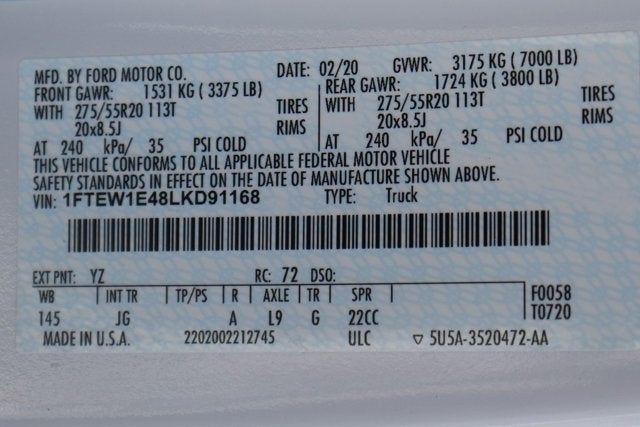 MFD. BY FORD MOTOR CO. DATE: 02/20 GVWR: 3175 KG ( 7000 LB)
FRONT GAWR: 1531 KG ( 3375 LB) REAR GAWR: 1724 KG ( 3800 LB)
WITH 275/55R20 113T TIRES WITH 275/55R20 113T TIRES
20x8.5J RIMS 20x8.5J RIMS
AT 240 kPa/ 35 PSI COLD AT 240 kPa/ 35 PSI COLD
THIS VEHICLE CONFORMS TO ALL APPLICABLE FEDERAL MOTOR VEHICLE
SAFETY STANDARDS IN EFFECT ON THE DATE OF MANUFACTURE SHOWN ABOVE.
VIN: 1FTEW1E48LKD91168 TYPE: Truck
EXT PNT: YZ RC: 72 DSO:
WB INT TR TP/PS R AXLE TR SPR F0058
145 JG A L9 G 22CC T0720
MADE IN U.S.A. 2202002212745 ULC ▽ 5U5A-3520472-AA